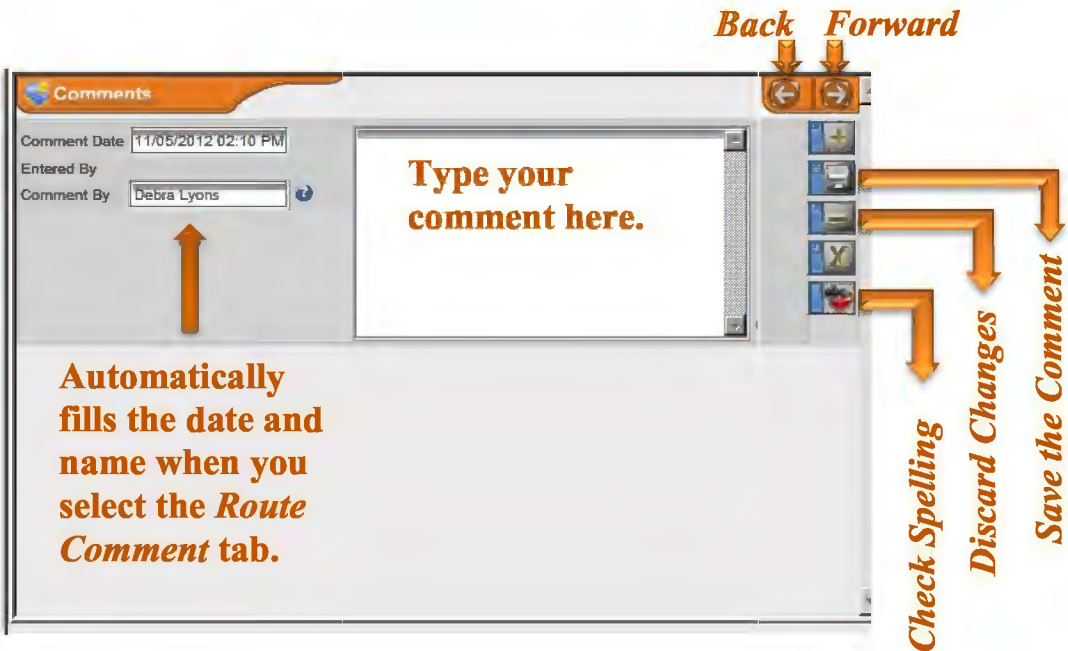 Back Forward
Comments
Comment Date 11/05/2012 02:10 PM
Entered By
Comment By Debra Lyons
Type your
comment here.
Automatically
fills the date and
name when you
select the Route
Comment tab.
Check Spelling
Discard Changes
Save the Comment